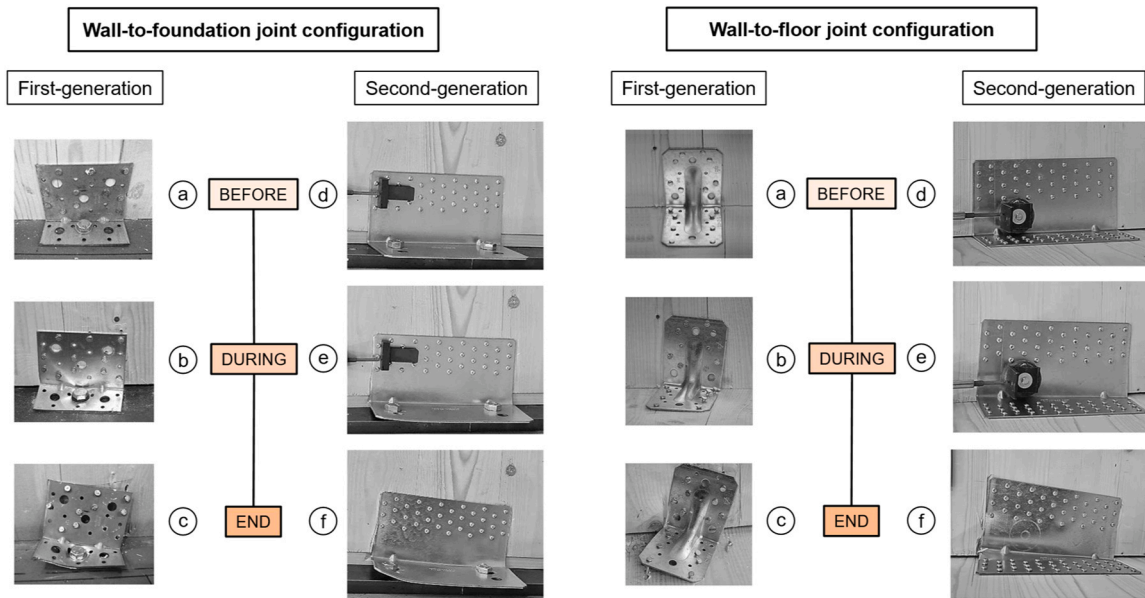 Wall-to-foundation joint configuration
First-generation
Second-generation
a
BEFORE
d
b
DURING
e
c
END
f
Wall-to-floor joint configuration
First-generation
Second-generation
a
BEFORE
d
b
DURING
e
c
END
f